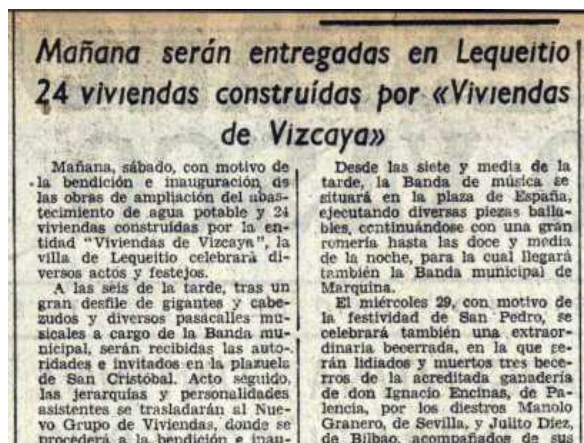 Mañana serán entregadas en Lequeitio
24 viviendas construídas por «Viviendas
de Vizcaya»
Mañana, sábado, con motivo de
la bendición e inauguración de
las obras de ampliación del abas-
tecimiento de agua potable y 24
viviendas construidas por la en-
tidad "Viviendas de Vizcaya", la
villa de Lequeitio celebrará di-
versos actos y festejos.
A las seis de la tarde, tras un
gran desfile de gigantes y cabe-
zudos y diversos pasacalles mu-
sicales a cargo de la Banda mu-
nicipal, serán recibidas las auto-
ridades e invitados en la plazuela
de San Cristóbal. Acto seguido,
las jerarquías y personalidades
asistentes se trasladarán al Nue-
vo Grupo de Viviendas, donde se
procederá a la bendición e inau-
Desde las siete y media de la
tarde, la Banda de música se
situará en la plaza de España,
ejecutando diversas piezas baila-
bles, continuándose con una gran
romería hasta las doce y media
de la noche, para la cual llegará
también la Banda municipal de
Marquina.
El miércoles 29, con motivo de
la festividad de San Pedro, se
celebrará también una extraor-
dinaria becerrada, en la que se-
rán lidiados y muertos tres bece-
rros de la acreditada ganadería
de don Ignacio Encinas, de Pa-
lencia, por los diestros Manolo
Granero, de Sevilla, y Julito Díez,
de Bilbao, acompañados de sus